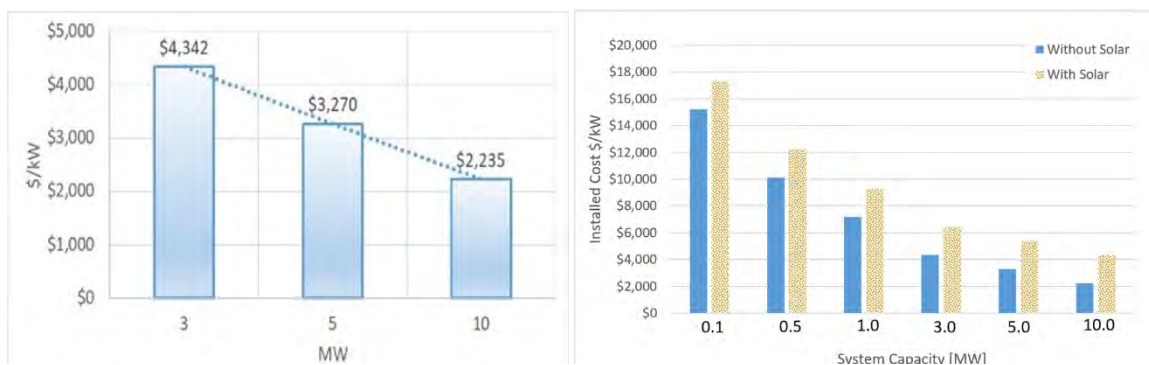 $5,000
$4,000
$3,000
$2,000
$1,000
$0
$/kW
$4,342
$3,270
$2,235
3 5 10
MW
$20,000
$18,000
$16,000
$14,000
$12,000
$10,000
$8,000
$6,000
$4,000
$2,000
$0
Installed Cost $/kW
Without Solar
With Solar
0.1 0.5 1.0 3.0 5.0 10.0
System Capacity [MW]